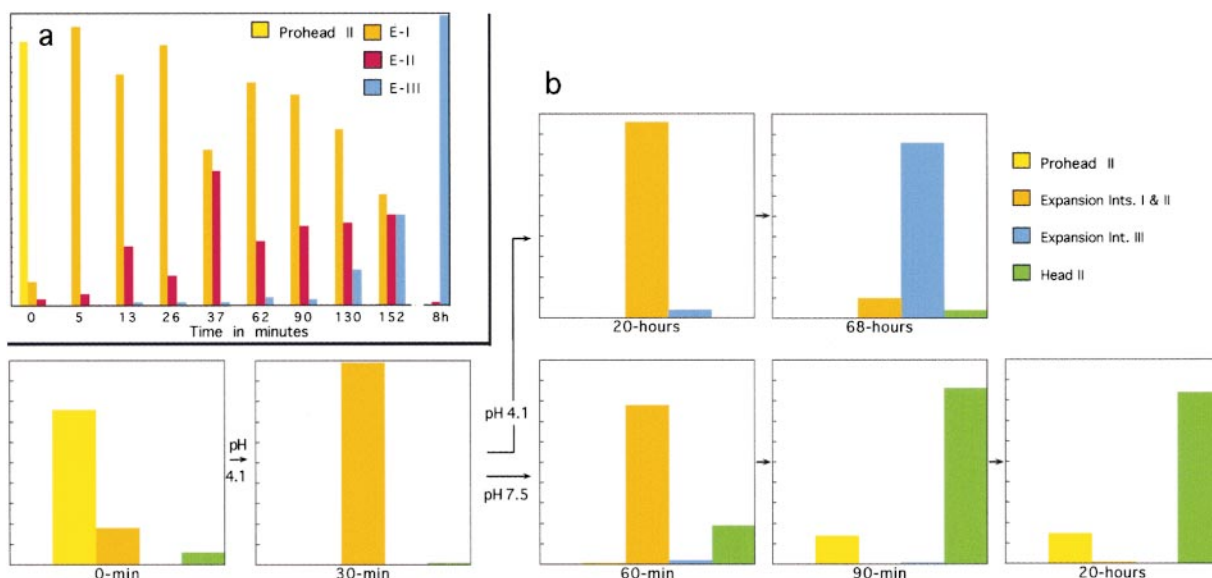 a
Prohead II
E-I
E-II
E-III
0 5 13 26 37 62 90 130 152 8h
Time in minutes
b
20-hours
68-hours
Prohead II
Expansion Ints. I & II
Expansion Int. III
Head II
pH
4.1
pH 4.1
pH 7.5
0-min
30-min
60-min
90-min
20-hours